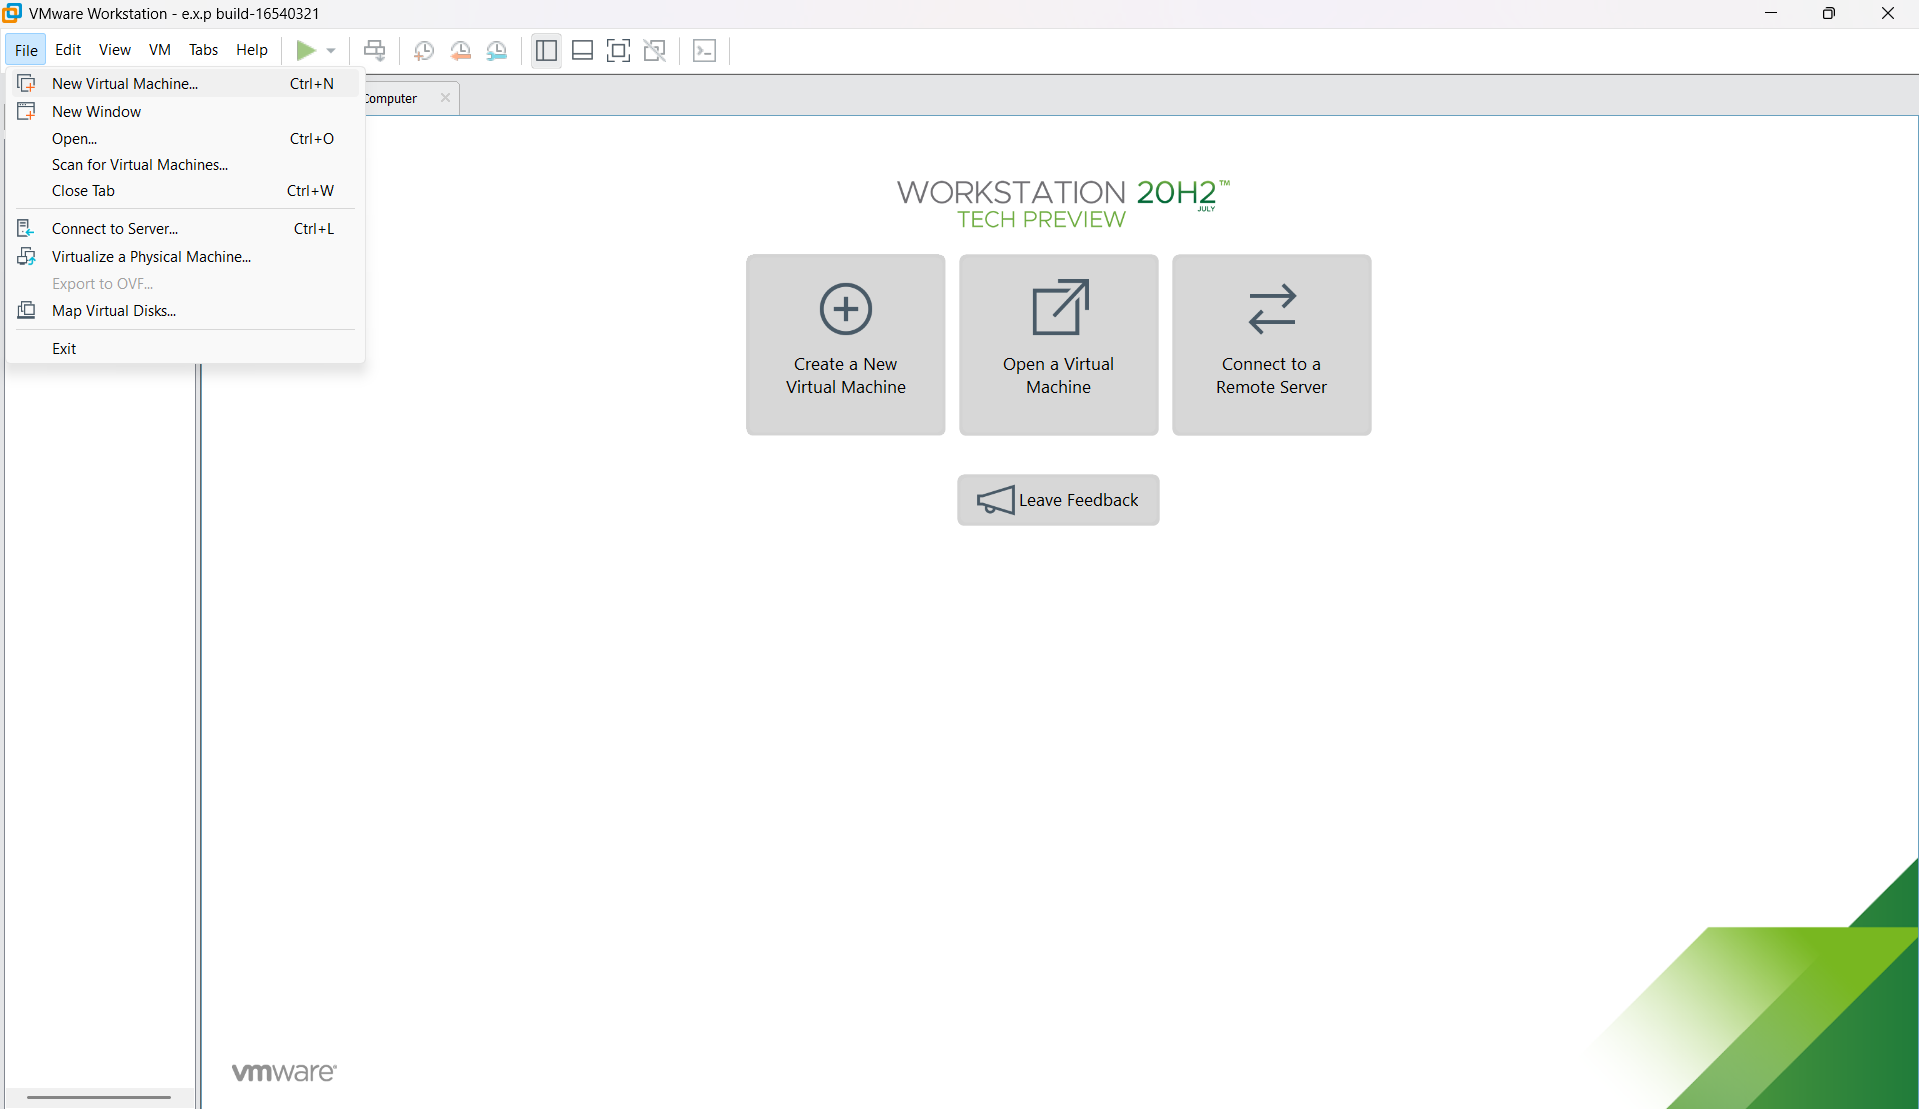 VMware Workstation - e.x.p build-16540321
File Edit View VM Tabs Help
New Virtual Machine... Ctrl+N
New Window
Open... Ctrl+O
Scan for Virtual Machines...
Close Tab Ctrl+W
Connect to Server... Ctrl+L
Virtualize a Physical Machine...
Export to OVF...
Map Virtual Disks...
Exit
Computer
WORKSTATION 20H2™
JULY
TECH PREVIEW
Create a New
Virtual Machine
Open a Virtual
Machine
Connect to a
Remote Server
Leave Feedback
vmware®